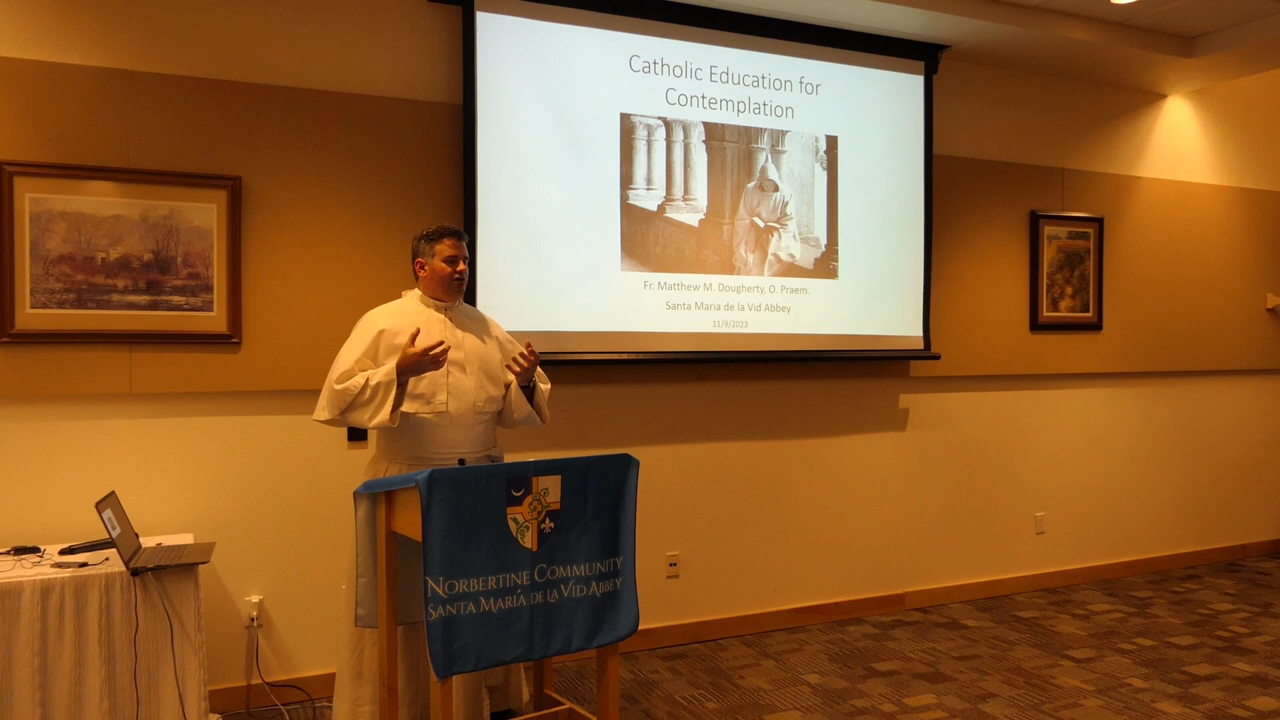 Catholic Education for
Contemplation
Fr. Matthew M. Dougherty, O. Praem.
Santa Maria de la Vid Abbey
11/9/2023
NORBERTINE COMMUNITY
SANTA MARÍA DE LA VID ABBEY